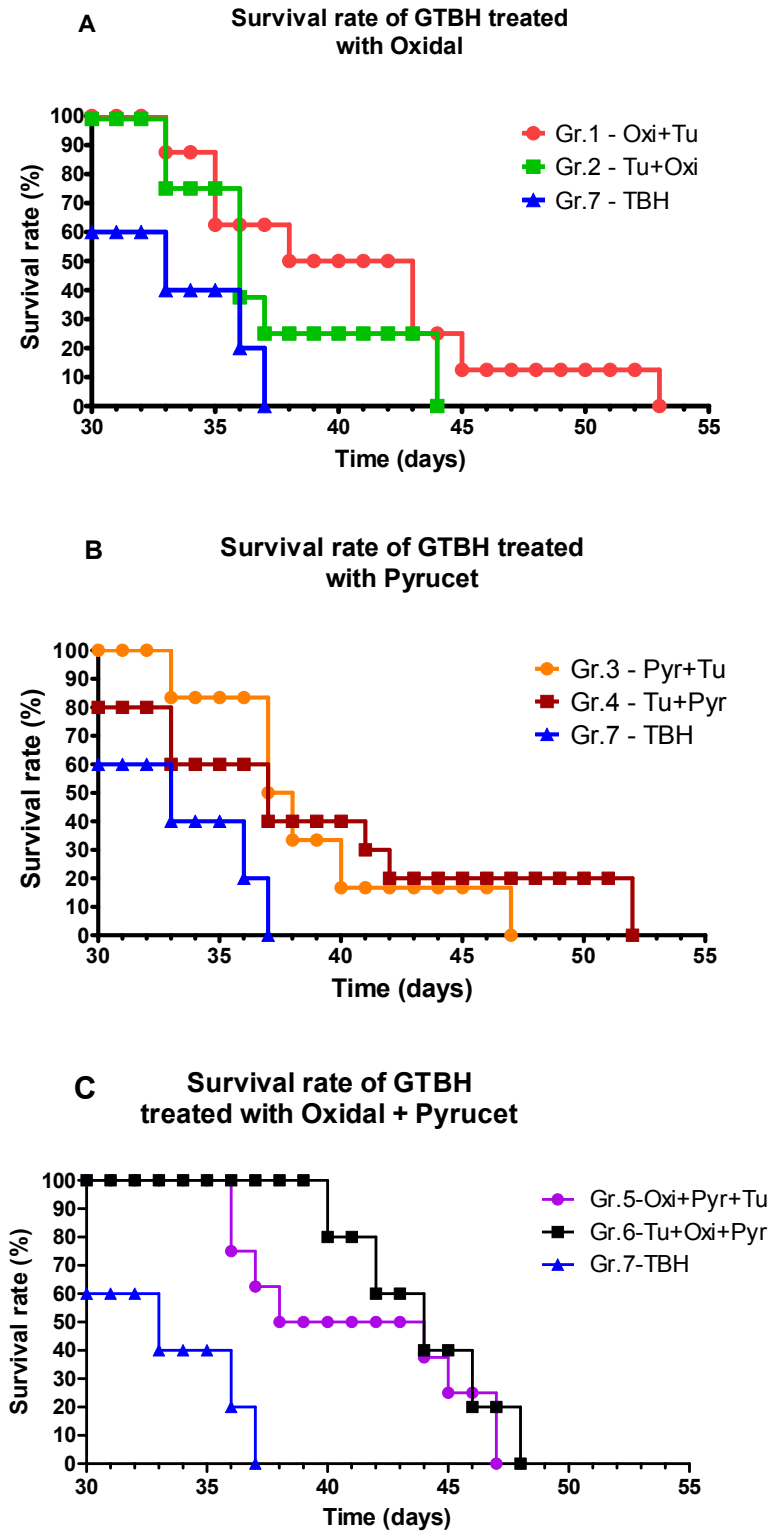 A
Survival rate of GTBH treated
with Oxidal
Survival rate (%)
100
90
80
70
60
50
40
30
20
10
0
30 35 40 45 50 55
Time (days)
Gr.1 - Oxi+Tu
Gr.2 - Tu+Oxi
Gr.7 - TBH
B
Survival rate of GTBH treated
with Pyrucet
Survival rate (%)
100
90
80
70
60
50
40
30
20
10
0
30 35 40 45 50 55
Time (days)
Gr.3 - Pyr+Tu
Gr.4 - Tu+Pyr
Gr.7 - TBH
C
Survival rate of GTBH
treated with Oxidal + Pyrucet
Survival rate (%)
100
90
80
70
60
50
40
30
20
10
0
30 35 40 45 50 55
Time (days)
Gr.5-Oxi+Pyr+Tu
Gr.6-Tu+Oxi+Pyr
Gr.7-TBH